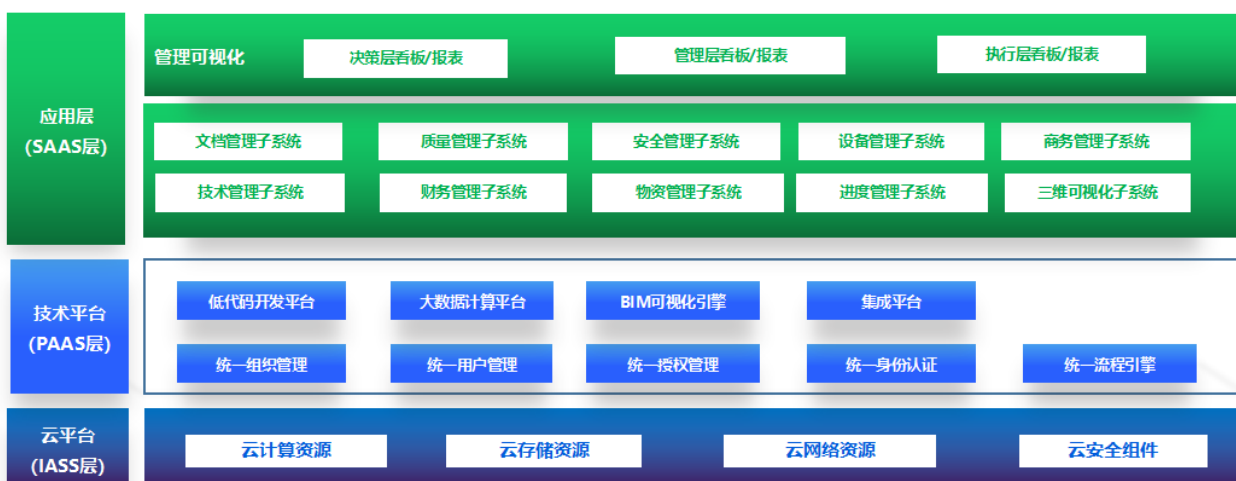 应用层
(SAAS层)
管理可视化
决策层看板/报表
管理层看板/报表
执行层看板/报表
文档管理子系统
质量管理子系统
安全管理子系统
设备管理子系统
商务管理子系统
技术管理子系统
财务管理子系统
物资管理子系统
进度管理子系统
三维可视化子系统
技术平台
(PAAS层)
低代码开发平台
大数据计算平台
BIM可视化引擎
集成平台
统一组织管理
统一用户管理
统一授权管理
统一身份认证
统一流程引擎
云平台
(IASS层)
云计算资源
云存储资源
云网络资源
云安全组件